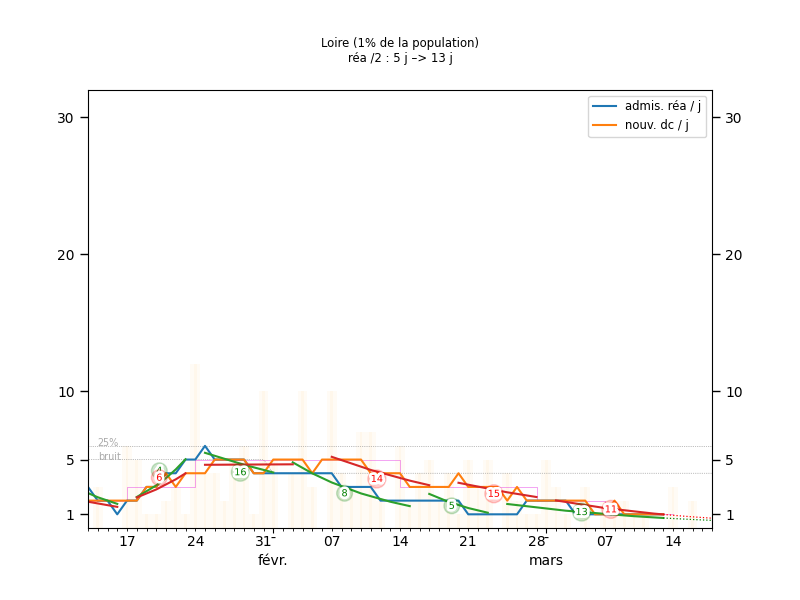 Loire (1% de la population)
réa /2 : 5 j –> 13 j
admis. réa / j
nouv. dc / j
30 30
20 20
10 10
25%
bruit
5 5
4
6
16
14
8
15
5
13
11
1 1
17 24 31 07 14 21 28 07 14
févr. mars